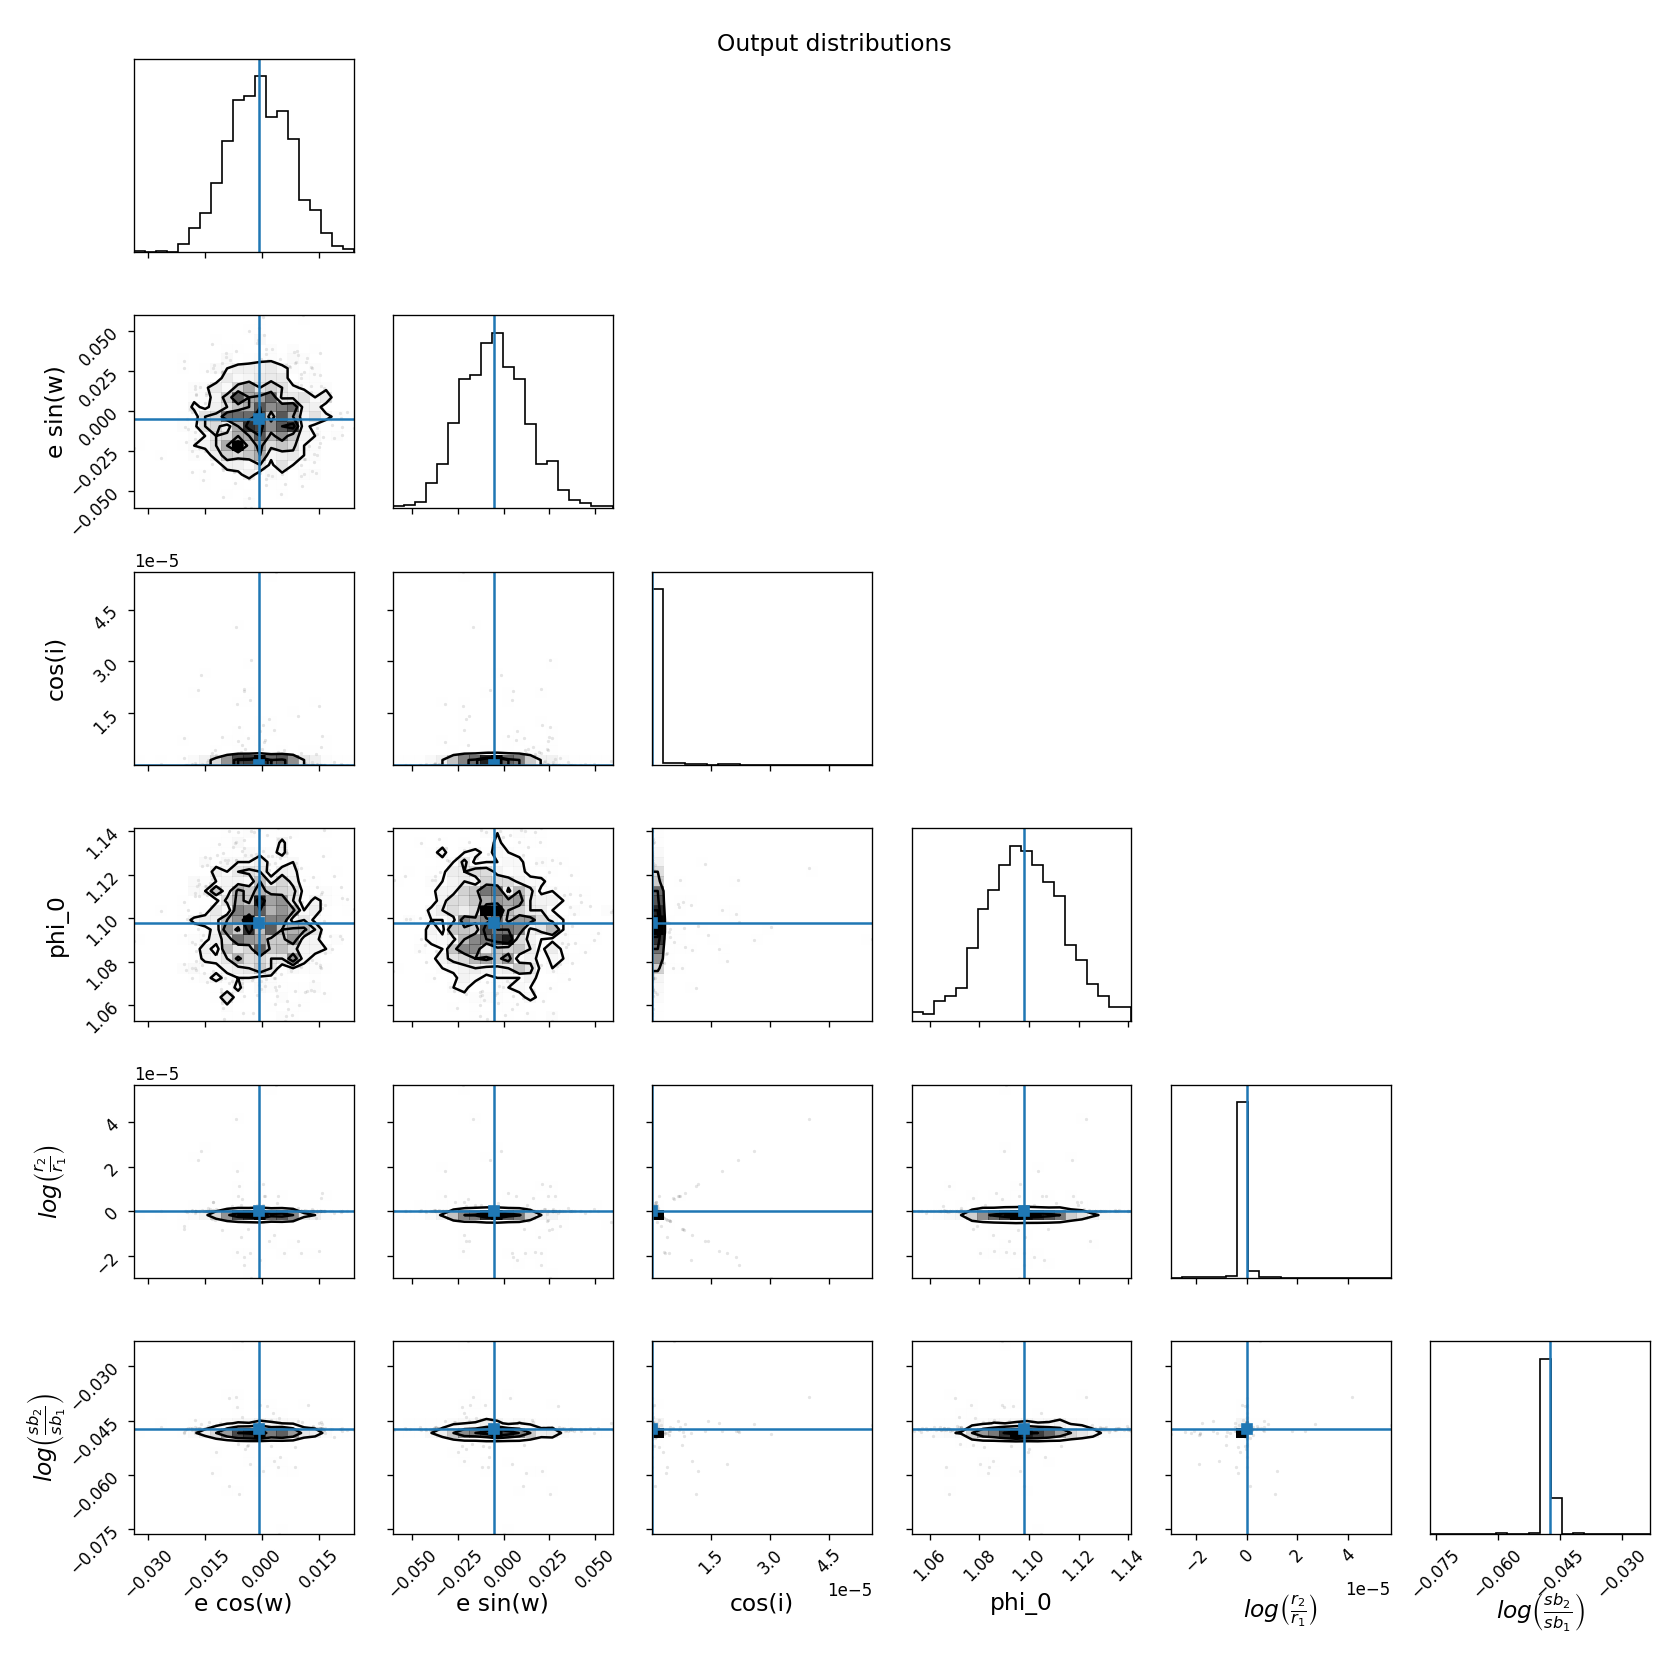 Output distributions
e sin(w)
0.050
0.025
0.000
−0.025
−0.050
1e−5
cos(i)
4.5
3.0
1.5
phi_0
1.14
1.12
1.10
1.08
1.06
1e−5
log(r2/r1)
4
2
0
−2
log(sb2/sb1)
−0.030
−0.045
−0.060
−0.075
−0.030 −0.015 0.000 0.015
−0.050 −0.025 0.000 0.025 0.050
1.5 3.0 4.5
1.06 1.08 1.10 1.12 1.14
−2 0 2 4
−0.075 −0.060 −0.045 −0.030
1e−5 1e−5
e cos(w) e sin(w) cos(i) phi_0 log(r2/r1) log(sb2/sb1)